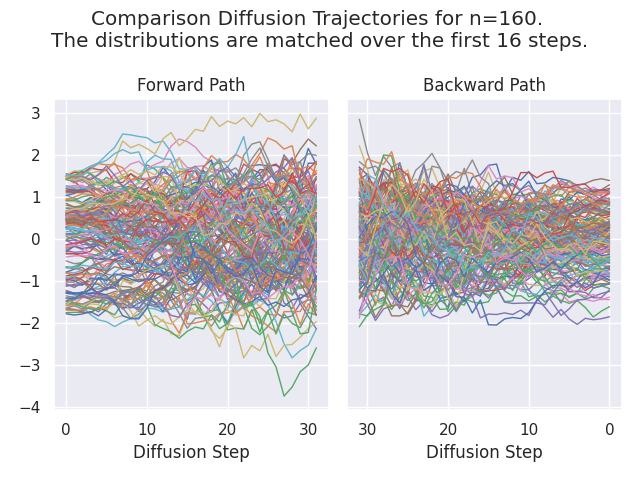 Comparison Diffusion Trajectories for n=160.
The distributions are matched over the first 16 steps.
Forward Path
Backward Path
3
2
1
0
−1
−2
−3
−4
0
10
20
30
30
20
10
0
Diffusion Step
Diffusion Step